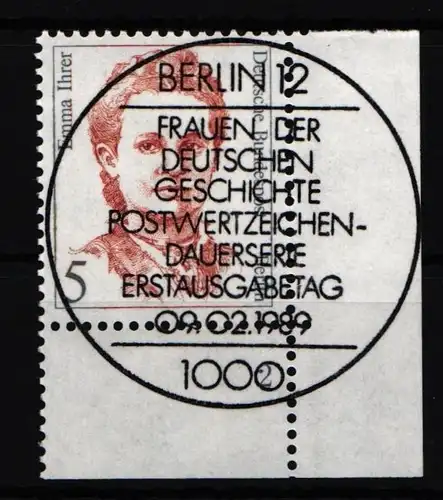 Emma Ihrer
Deutsche Bundespost Berlin
5
BERLIN 12
FRAUEN DER
DEUTSCHEN
GESCHICHTE
POSTWERTZEICHEN-
DAUERSERIE
ERSTAUSGABETAG
09.02.1989
1000
2